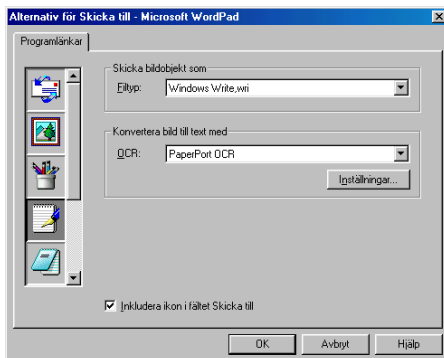 Alternativ för Skicka till - Microsoft WordPad
Programlänkar
Skicka bildobjekt som
Filtyp: Windows Write,wri
Konvertera bild till text med
OCR: PaperPort OCR
Inställningar...
Inkludera ikon i fältet Skicka till
OK Avbryt Hjälp